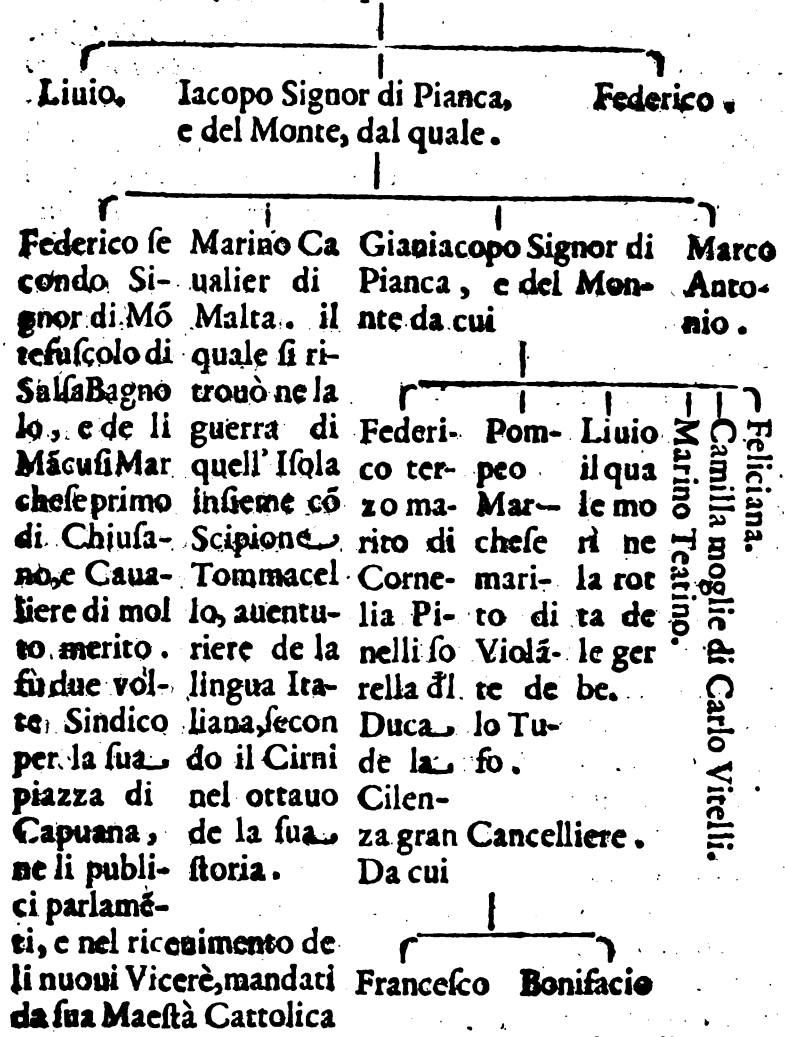 Liuio.
Iacopo Signor di Pianca,
e del Monte, dal quale.
Federico.
Federico ſe
condo Si-
gnor di Mõ
tefuſcolo di
SalſaBagno
lo, e de li
MãcuſiMar
cheſe primo
di Chiuſa-
no, e Caua-
liere di mol
to merito.
fù due vol-
te Sindico
per la ſua
piazza di
Capuana,
ne li publi-
ci parlamẽ-
ti, e nel riceuimento de
li nuoui Vicerè, mandati
da ſua Maeſtà Cattolica
Marino Ca
ualier di
Malta. il
quale ſi ri-
trouò ne la
guerra di
quell' Iſola
inſieme cõ
Scipione
Tommacel
lo, auentu-
riere de la
lingua Ita-
liana, ſecon
do il Cirni
nel ottauo
de la ſua
ſtoria.
Gianiacopo Signor di
Pianca, e del Mon-
nte da cui
Marco
Anto-
nio.
Federi-
co ter-
zo ma-
rito di
Corne-
lia Pi-
nelli ſo
rella đl
Duca
de la
Cilen-
za gran Cancelliere.
Da cui
Pom-
peo
Mar-
cheſe
mari-
to di
Violã-
te de
lo Tu-
fo.
Liuio
il qua
le mo
rì ne
la rot
ta de
le ger
be.
Marino Teatino.
Camilla moglie di Carlo Vitelli.
Feliciana.
Franceſco
Bonifacio